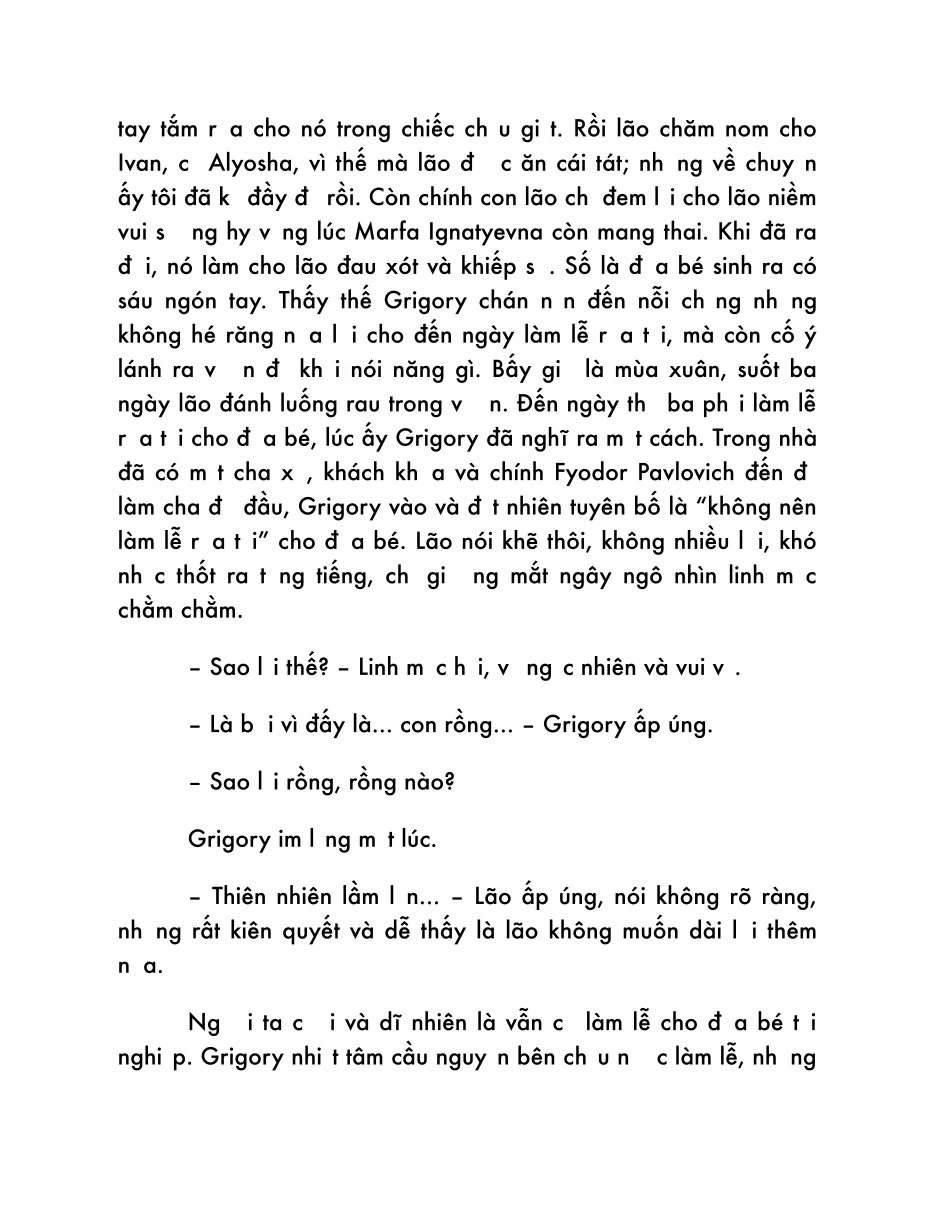 tay tắm r a cho nó trong chiếc ch u gi t. Rồi lão chăm nom cho
Ivan, c Alyosha, vì thế mà lão đ c ăn cái tát; nh ng về chuy n
ấy tôi đã k đầy đ rồi. Còn chính con lão ch đem l i cho lão niềm
vui s ng hy v ng lúc Marfa Ignatyevna còn mang thai. Khi đã ra
đ i, nó làm cho lão đau xót và khiếp s . Số là đ a bé sinh ra có
sáu ngón tay. Thấy thế Grigory chán n n đến nỗi ch ng nh ng
không hé răng n a l i cho đến ngày làm lễ r a t i, mà còn cố ý
lánh ra v n đ kh i nói năng gì. Bấy gi là mùa xuân, suốt ba
ngày lão đánh luống rau trong v n. Đến ngày th ba ph i làm lễ
r a t i cho đ a bé, lúc ấy Grigory đã nghĩ ra m t cách. Trong nhà
đã có m t cha x , khách kh a và chính Fyodor Pavlovich đến đ
làm cha đ đầu, Grigory vào và đ t nhiên tuyên bố là “không nên
làm lễ r a t i” cho đ a bé. Lão nói khẽ thôi, không nhiều l i, khó
nh c thốt ra t ng tiếng, ch gi ng mắt ngây ngô nhìn linh m c
chằm chằm.
– Sao l i thế? – Linh m c h i, v ng c nhiên và vui v .
– Là b i vì đấy là... con rồng... – Grigory ấp úng.
– Sao l i rồng, rồng nào?
Grigory im l ng m t lúc.
– Thiên nhiên lầm l n... – Lão ấp úng, nói không rõ ràng,
nh ng rất kiên quyết và dễ thấy là lão không muốn dài l i thêm
n a.
Ng i ta c i và dĩ nhiên là vẫn c làm lễ cho đ a bé t i
nghi p. Grigory nhi t tâm cầu nguy n bên ch u n c làm lễ, nh ng